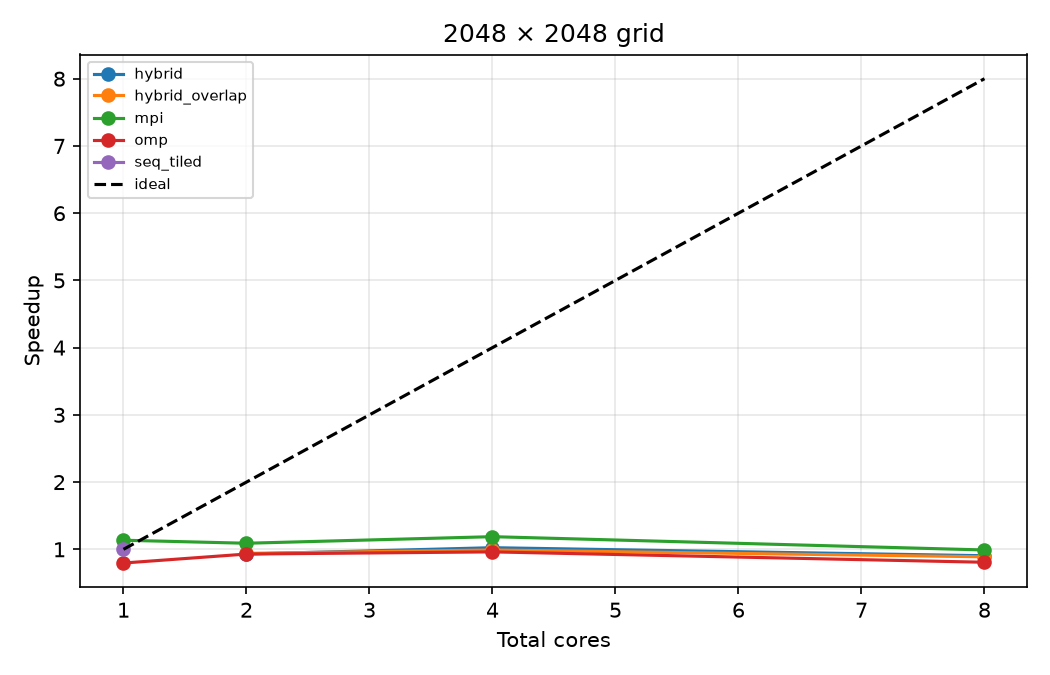 2048 × 2048 grid
hybrid
hybrid_overlap
mpi
omp
seq_tiled
ideal
8
7
6
5
4
3
2
1
Speedup
1 2 3 4 5 6 7 8
Total cores